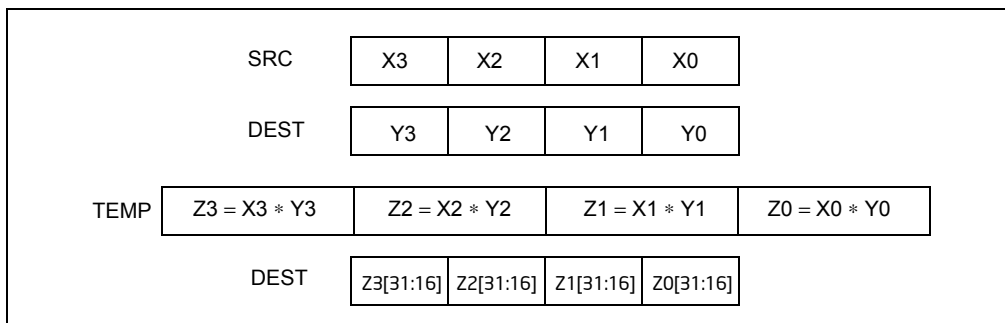 SRC X3 X2 X1 X0
DEST Y3 Y2 Y1 Y0
TEMP Z3 = X3 ∗ Y3 Z2 = X2 ∗ Y2 Z1 = X1 ∗ Y1 Z0 = X0 ∗ Y0
DEST Z3[31:16] Z2[31:16] Z1[31:16] Z0[31:16]